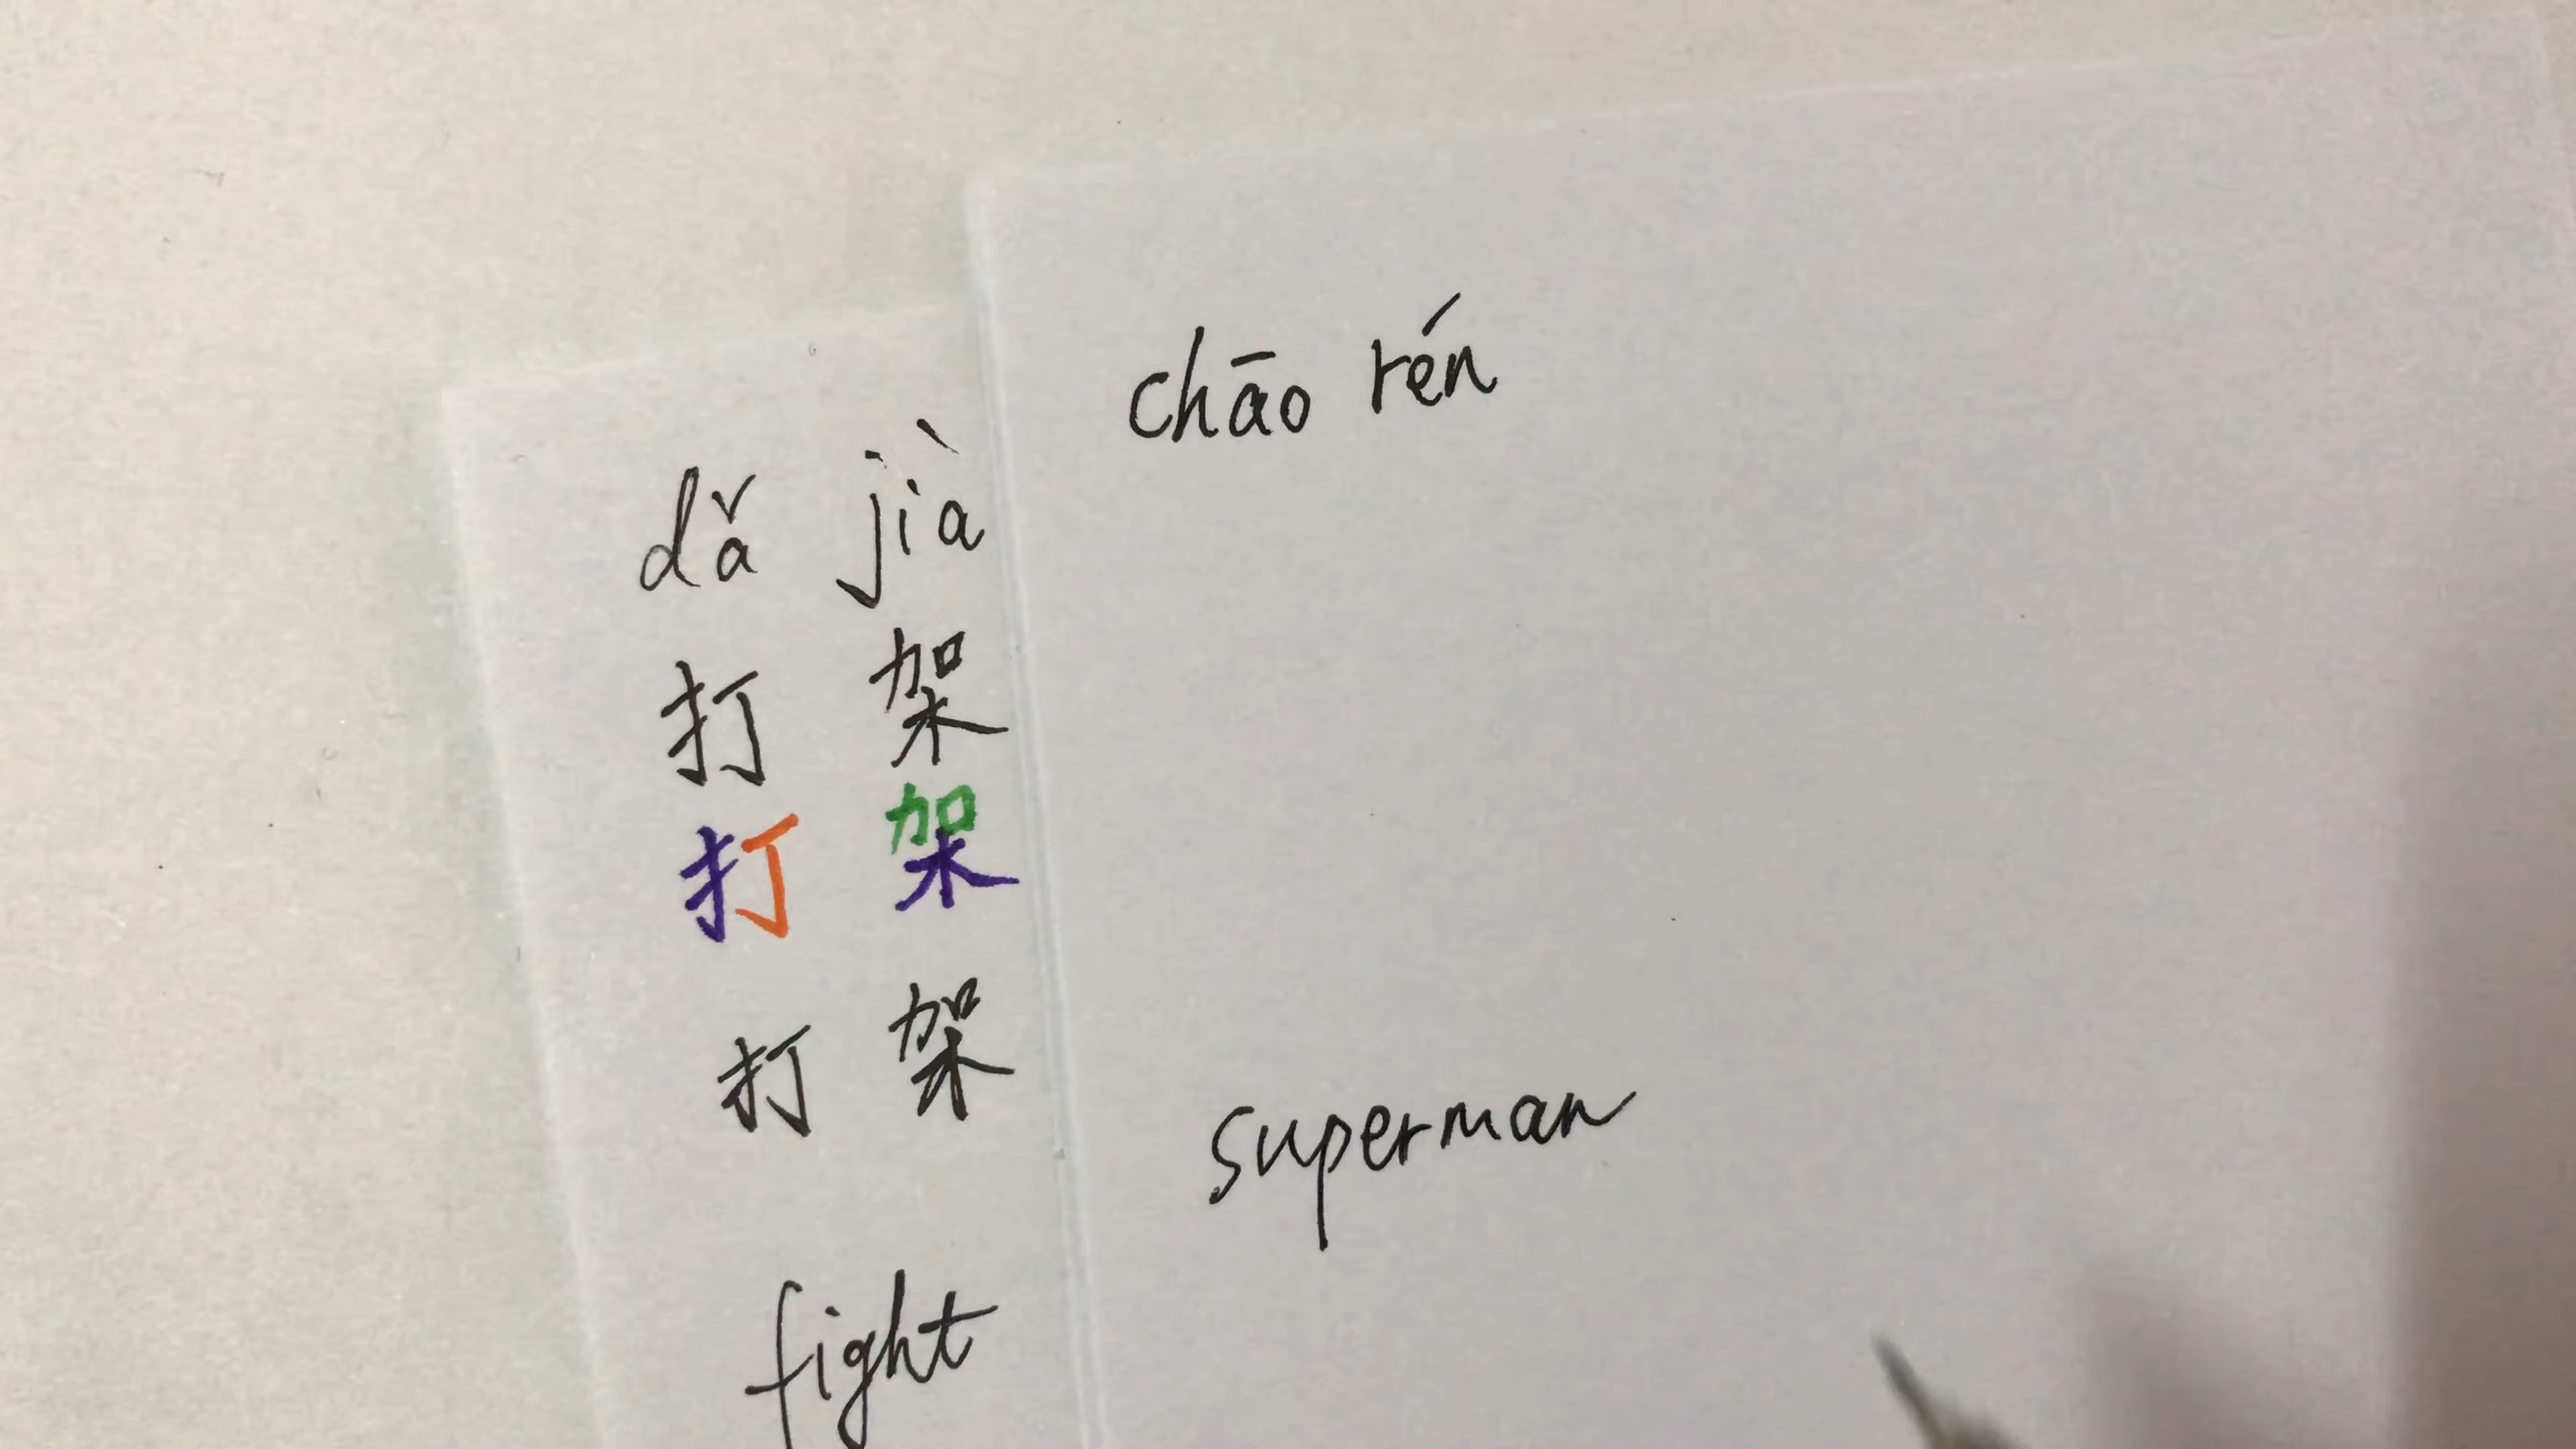 dǎ jià
打 架
打 架
打 架
fight
chāo rén
superman